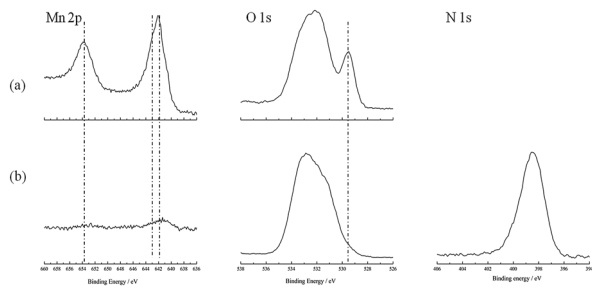 Mn 2p O 1s N 1s
(a)
(b)
660 658 656 654 652 650 648 646 644 642 640 638 636
538 536 534 532 530 528 526
406 404 402 400 398 396
Binding Energy / eV Binding Energy / eV Binding energy / eV